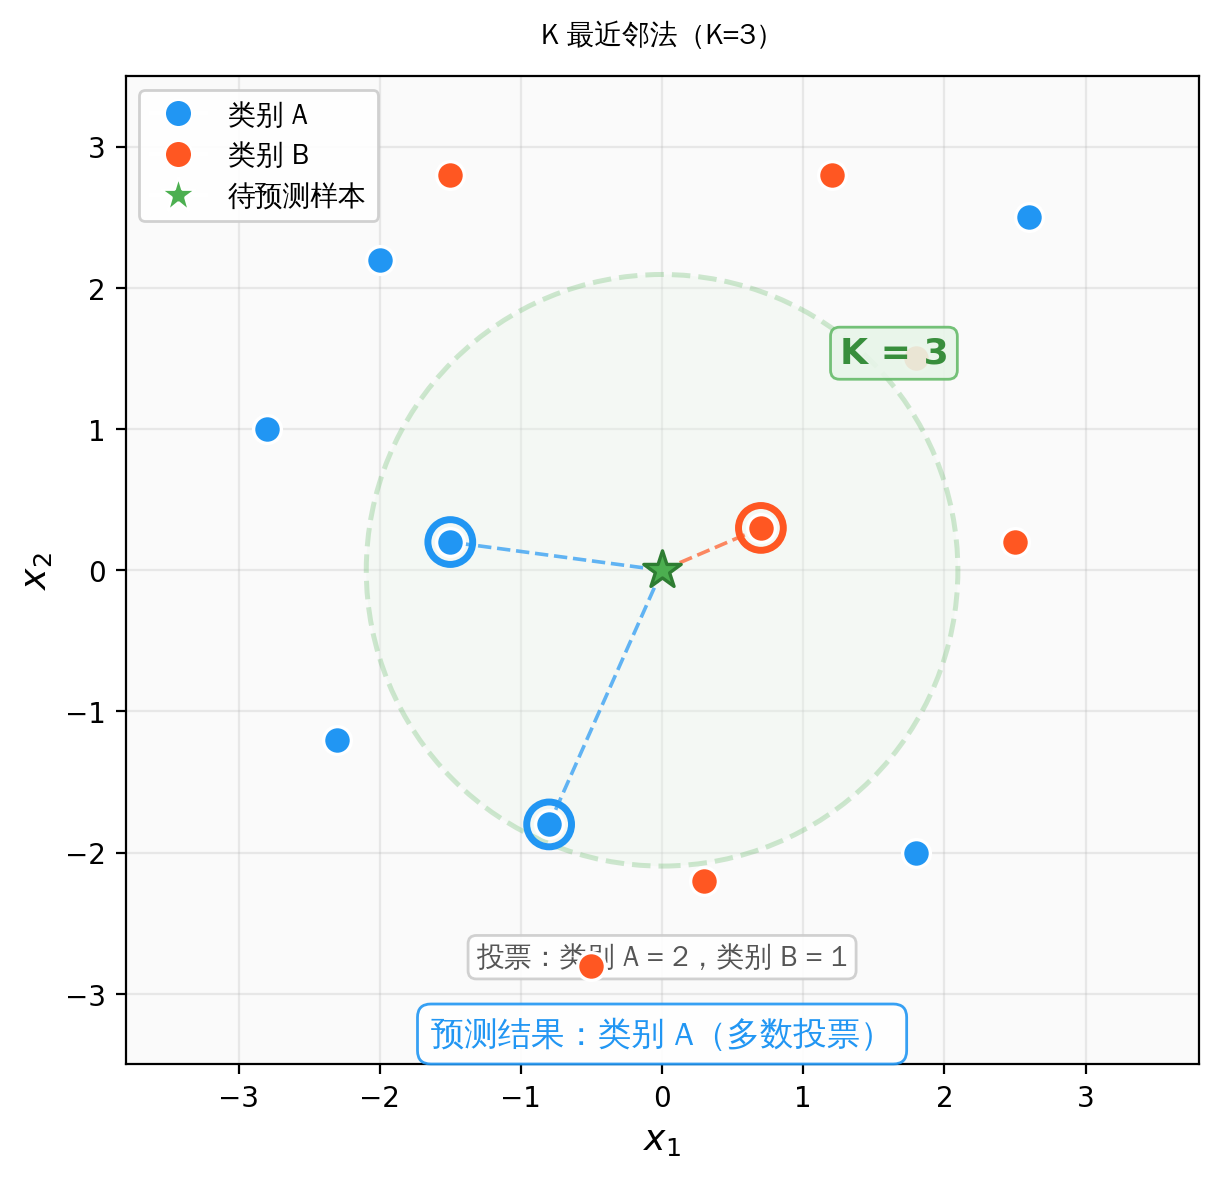 K 最近邻法（K=3）
类别 A
类别 B
待预测样本
K = 3
3
2
1
0
−1
−2
−3
x₂
投票：类别 A = 2，类别 B = 1
预测结果：类别 A（多数投票）
−3 −2 −1 0 1 2 3
x₁